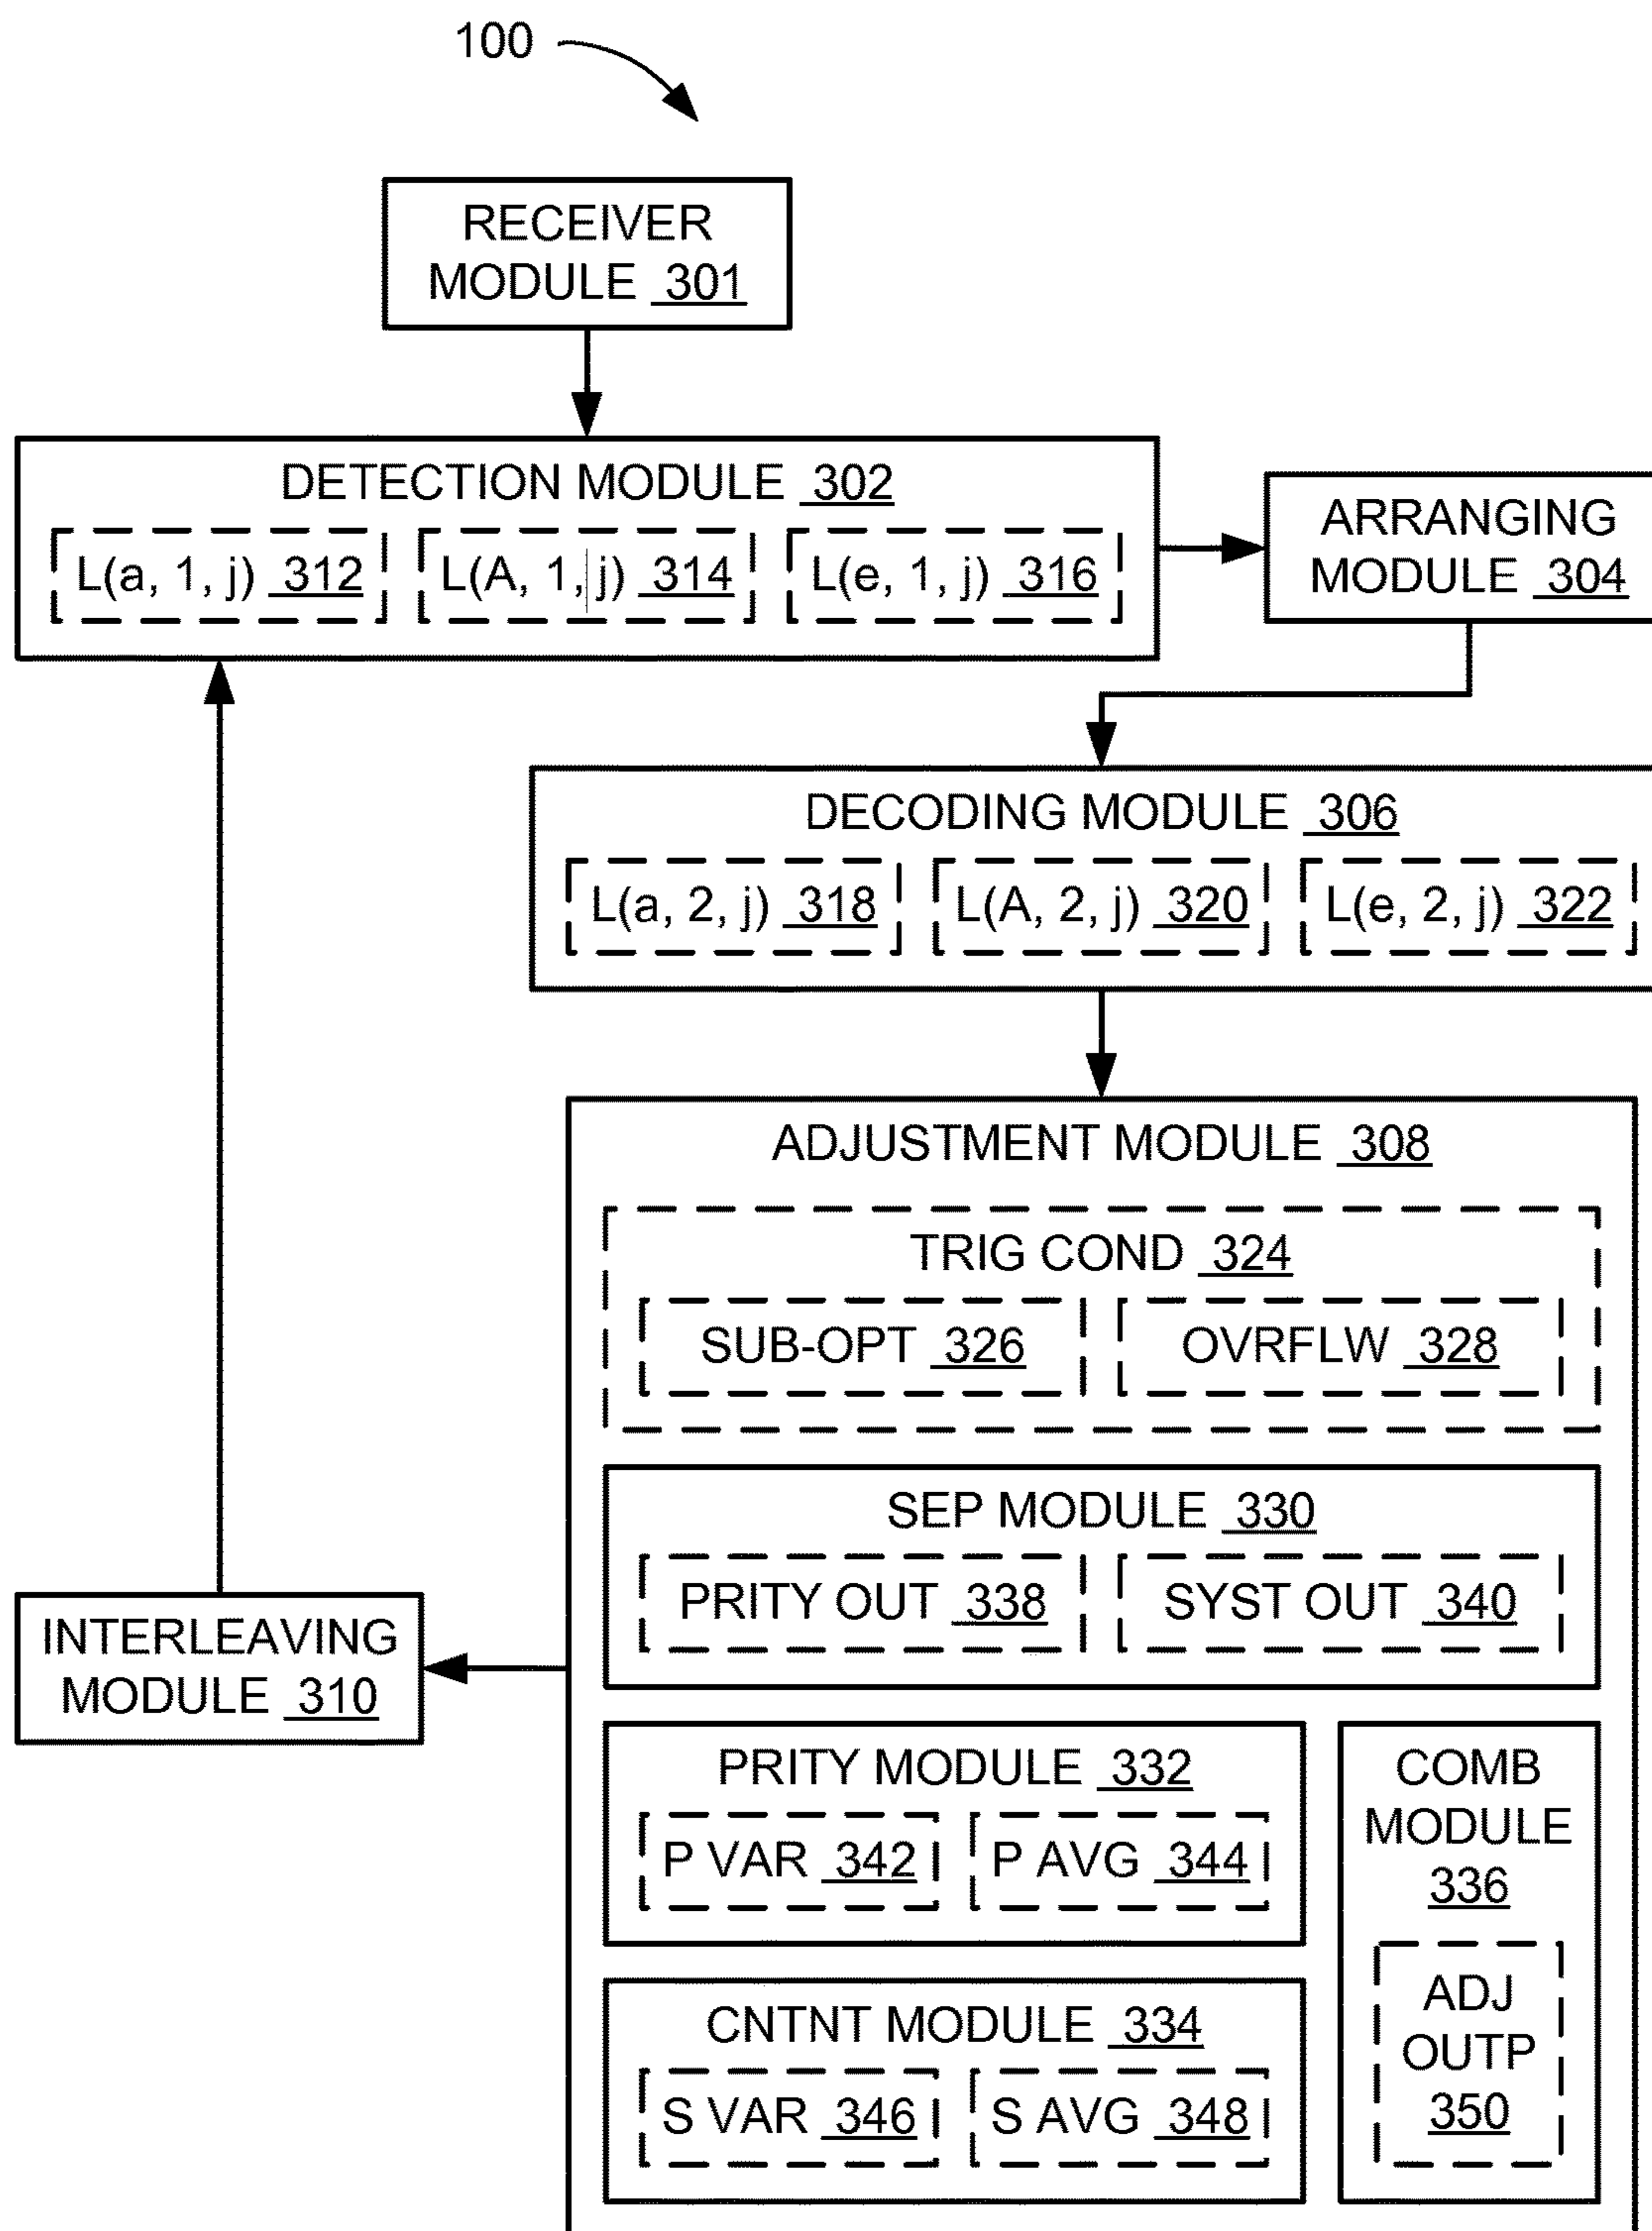 100
RECEIVER
MODULE 301
DETECTION MODULE 302
L(a, 1, j) 312
L(A, 1, j) 314
L(e, 1, j) 316
ARRANGING
MODULE 304
DECODING MODULE 306
L(a, 2, j) 318
L(A, 2, j) 320
L(e, 2, j) 322
ADJUSTMENT MODULE 308
TRIG COND 324
SUB-OPT 326
OVRFLW 328
SEP MODULE 330
PRITY OUT 338
SYST OUT 340
INTERLEAVING
MODULE 310
PRITY MODULE 332
P VAR 342
P AVG 344
COMB
MODULE
336
ADJ
OUTP
350
CNTNT MODULE 334
S VAR 346
S AVG 348